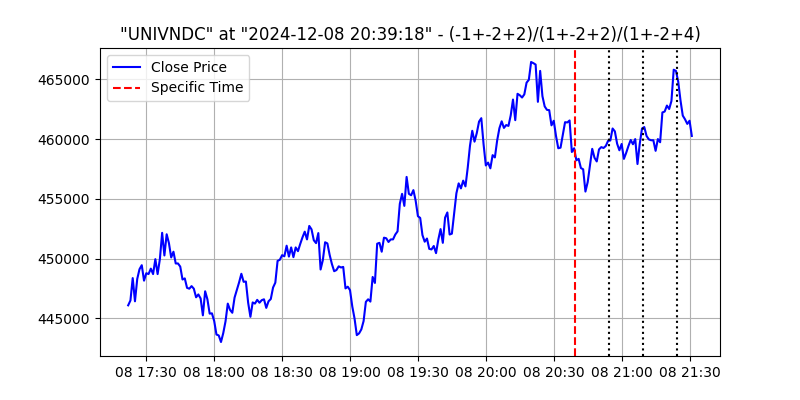 "UNIVNDC" at "2024-12-08 20:39:18" - (-1+-2+2)/(1+-2+2)/(1+-2+4)
Close Price
Specific Time
465000
460000
455000
450000
445000
08 17:30 08 18:00 08 18:30 08 19:00 08 19:30 08 20:00 08 20:30 08 21:00 08 21:30